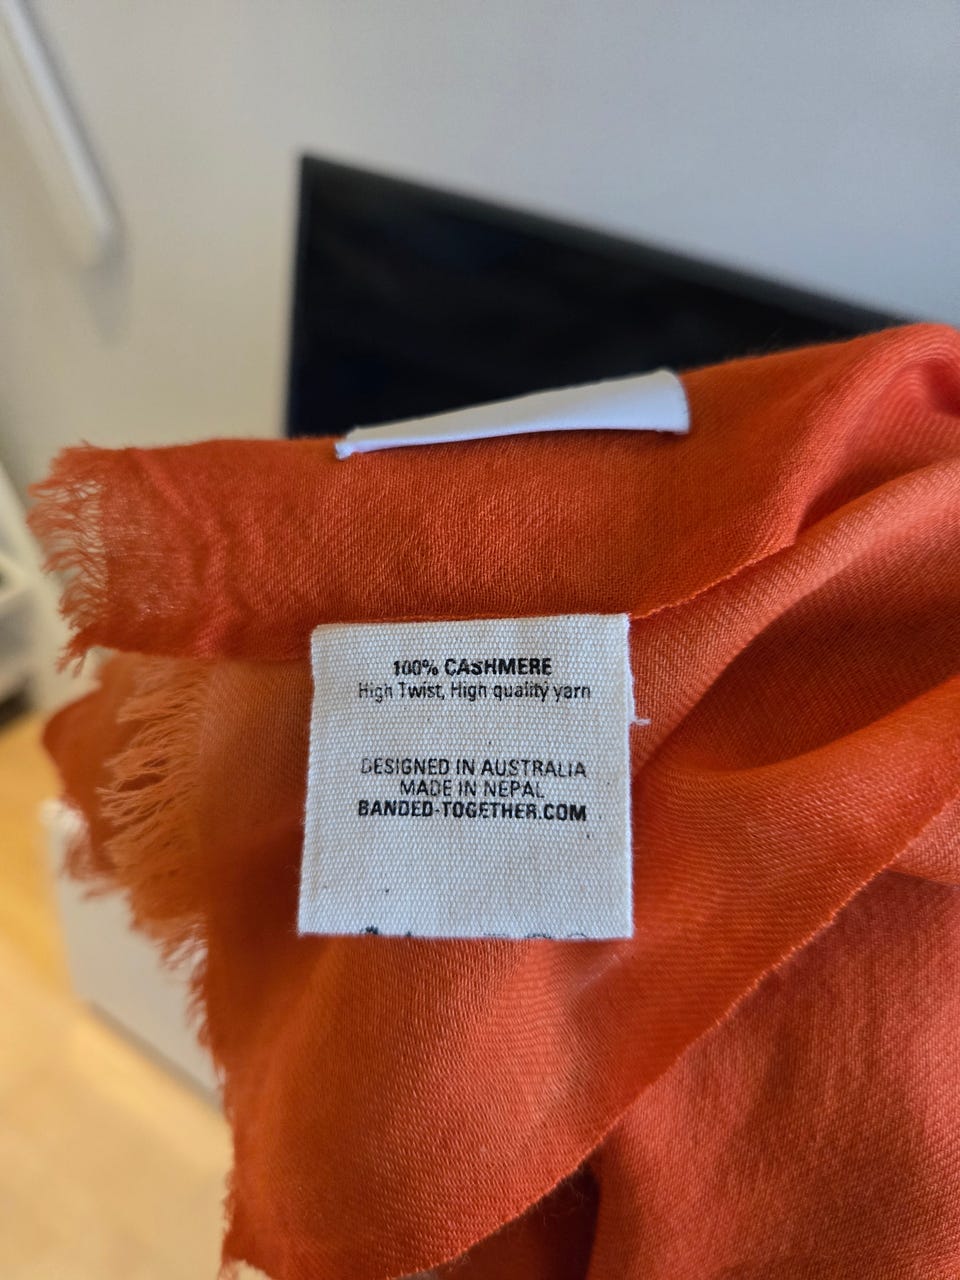 100% CASHMERE
High Twist, High quality yarn
DESIGNED IN AUSTRALIA
MADE IN NEPAL
BANDED-TOGETHER.COM